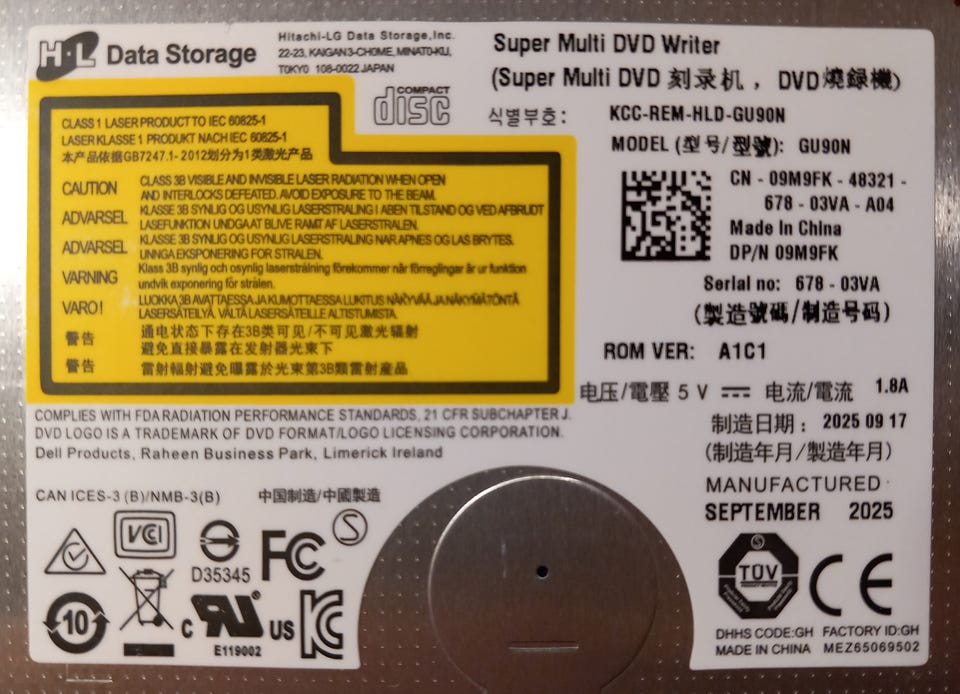 H·L Data Storage
Hitachi-LG Data Storage,Inc.
22-23, KAIGAN 3-CHOME, MINATO-KU,
TOKYO 108-0022 JAPAN
COMPACT
disc
Super Multi DVD Writer
(Super Multi DVD 刻录机，DVD燒録機)
식별부호: KCC-REM-HLD-GU90N
MODEL (型号/型號): GU90N
CN - 09M9FK - 48321 -
678 - 03VA - A04
Made In China
DP/N 09M9FK
Serial no: 678 - 03VA
(製造號碼/制造号码)
ROM VER: A1C1
电压/電壓 5 V 电流/電流 1.8A
制造日期： 2025 09 17
(制造年月/製造年月)
MANUFACTURED
SEPTEMBER 2025
CLASS 1 LASER PRODUCT TO IEC 60825-1
LASER KLASSE 1 PRODUKT NACH IEC 60825-1
本产品依据GB7247.1- 2012划分为1类激光产品
CAUTION CLASS 3B VISIBLE AND INVISIBLE LASER RADIATION WHEN OPEN
AND INTERLOCKS DEFEATED. AVOID EXPOSURE TO THE BEAM.
ADVARSEL KLASSE 3B SYNLIG OG USYNLIG LASERSTRALING I ABEN TILSTAND OG VED AFBRUDT
LASEFUNKTION UNDGA AT BLIVE RAMT AF LASERSTRALEN.
ADVARSEL KLASSE 3B SYNLIG OG USYNLIG LASERSTRALING NAR APNES OG LAS BRYTES.
UNNGA EKSPONERING FOR STRALEN.
VARNING Klass 3B synlig och osynlig laserstrålning förekommer når förreglingar år ur funktion
undvik exponering för strålen.
VARO! LUOKKA 3B AVATTAESSA JA KUMOTTAESSA LUKITUS NÄKYVÄÄ JA NÄKYMÄTÖNTÄ
LASERSÄTEILYÄ. VÄLTÄ LASERSÄTEILLE ALTISTUMISTA.
警告 通电状态下存在3B类可见/不可见激光辐射
避免直接暴露在发射器光束下
警告 雷射輻射避免曝露於光束第3B類雷射產品
COMPLIES WITH FDA RADIATION PERFORMANCE STANDARDS, 21 CFR SUBCHAPTER J.
DVD LOGO IS A TRADEMARK OF DVD FORMAT/LOGO LICENSING CORPORATION.
Dell Products, Raheen Business Park, Limerick Ireland
CAN ICES-3 (B)/NMB-3(B) 中国制造/中國製造
VCI
D35345
FC
S
10
c RU US
E119002
KC
TÜV
CE
DHHS CODE:GH FACTORY ID:GH
MADE IN CHINA MEZ65069502